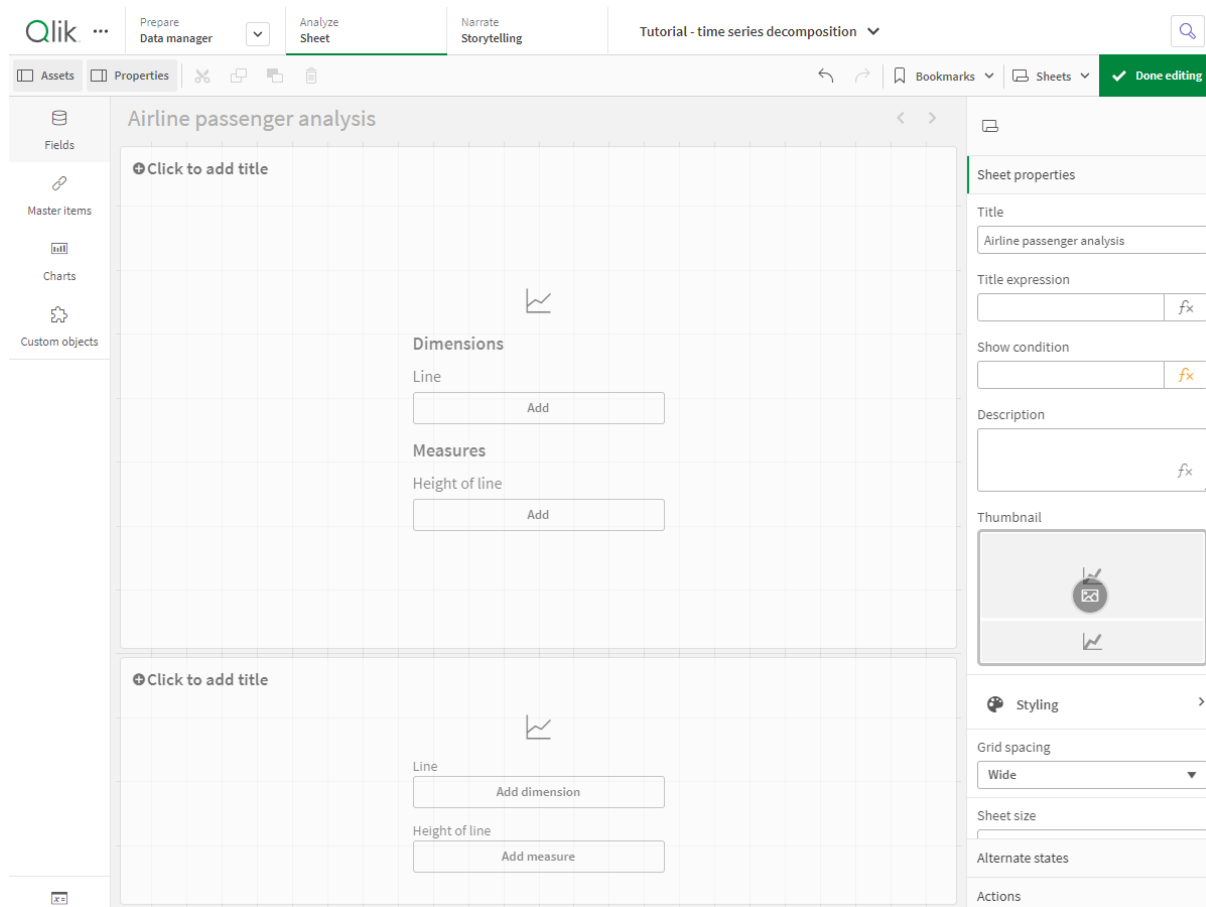 Qlik
Prepare
Data manager
Analyze
Sheet
Narrate
Storytelling
Tutorial - time series decomposition
Assets
Properties
Bookmarks
Sheets
Done editing
Fields
Master items
Charts
Custom objects
Airline passenger analysis
Click to add title
Dimensions
Line
Add
Measures
Height of line
Add
Click to add title
Line
Add dimension
Height of line
Add measure
Sheet properties
Title
Airline passenger analysis
Title expression
fx
Show condition
fx
Description
fx
Thumbnail
Styling
Grid spacing
Wide
Sheet size
Alternate states
Actions
x=